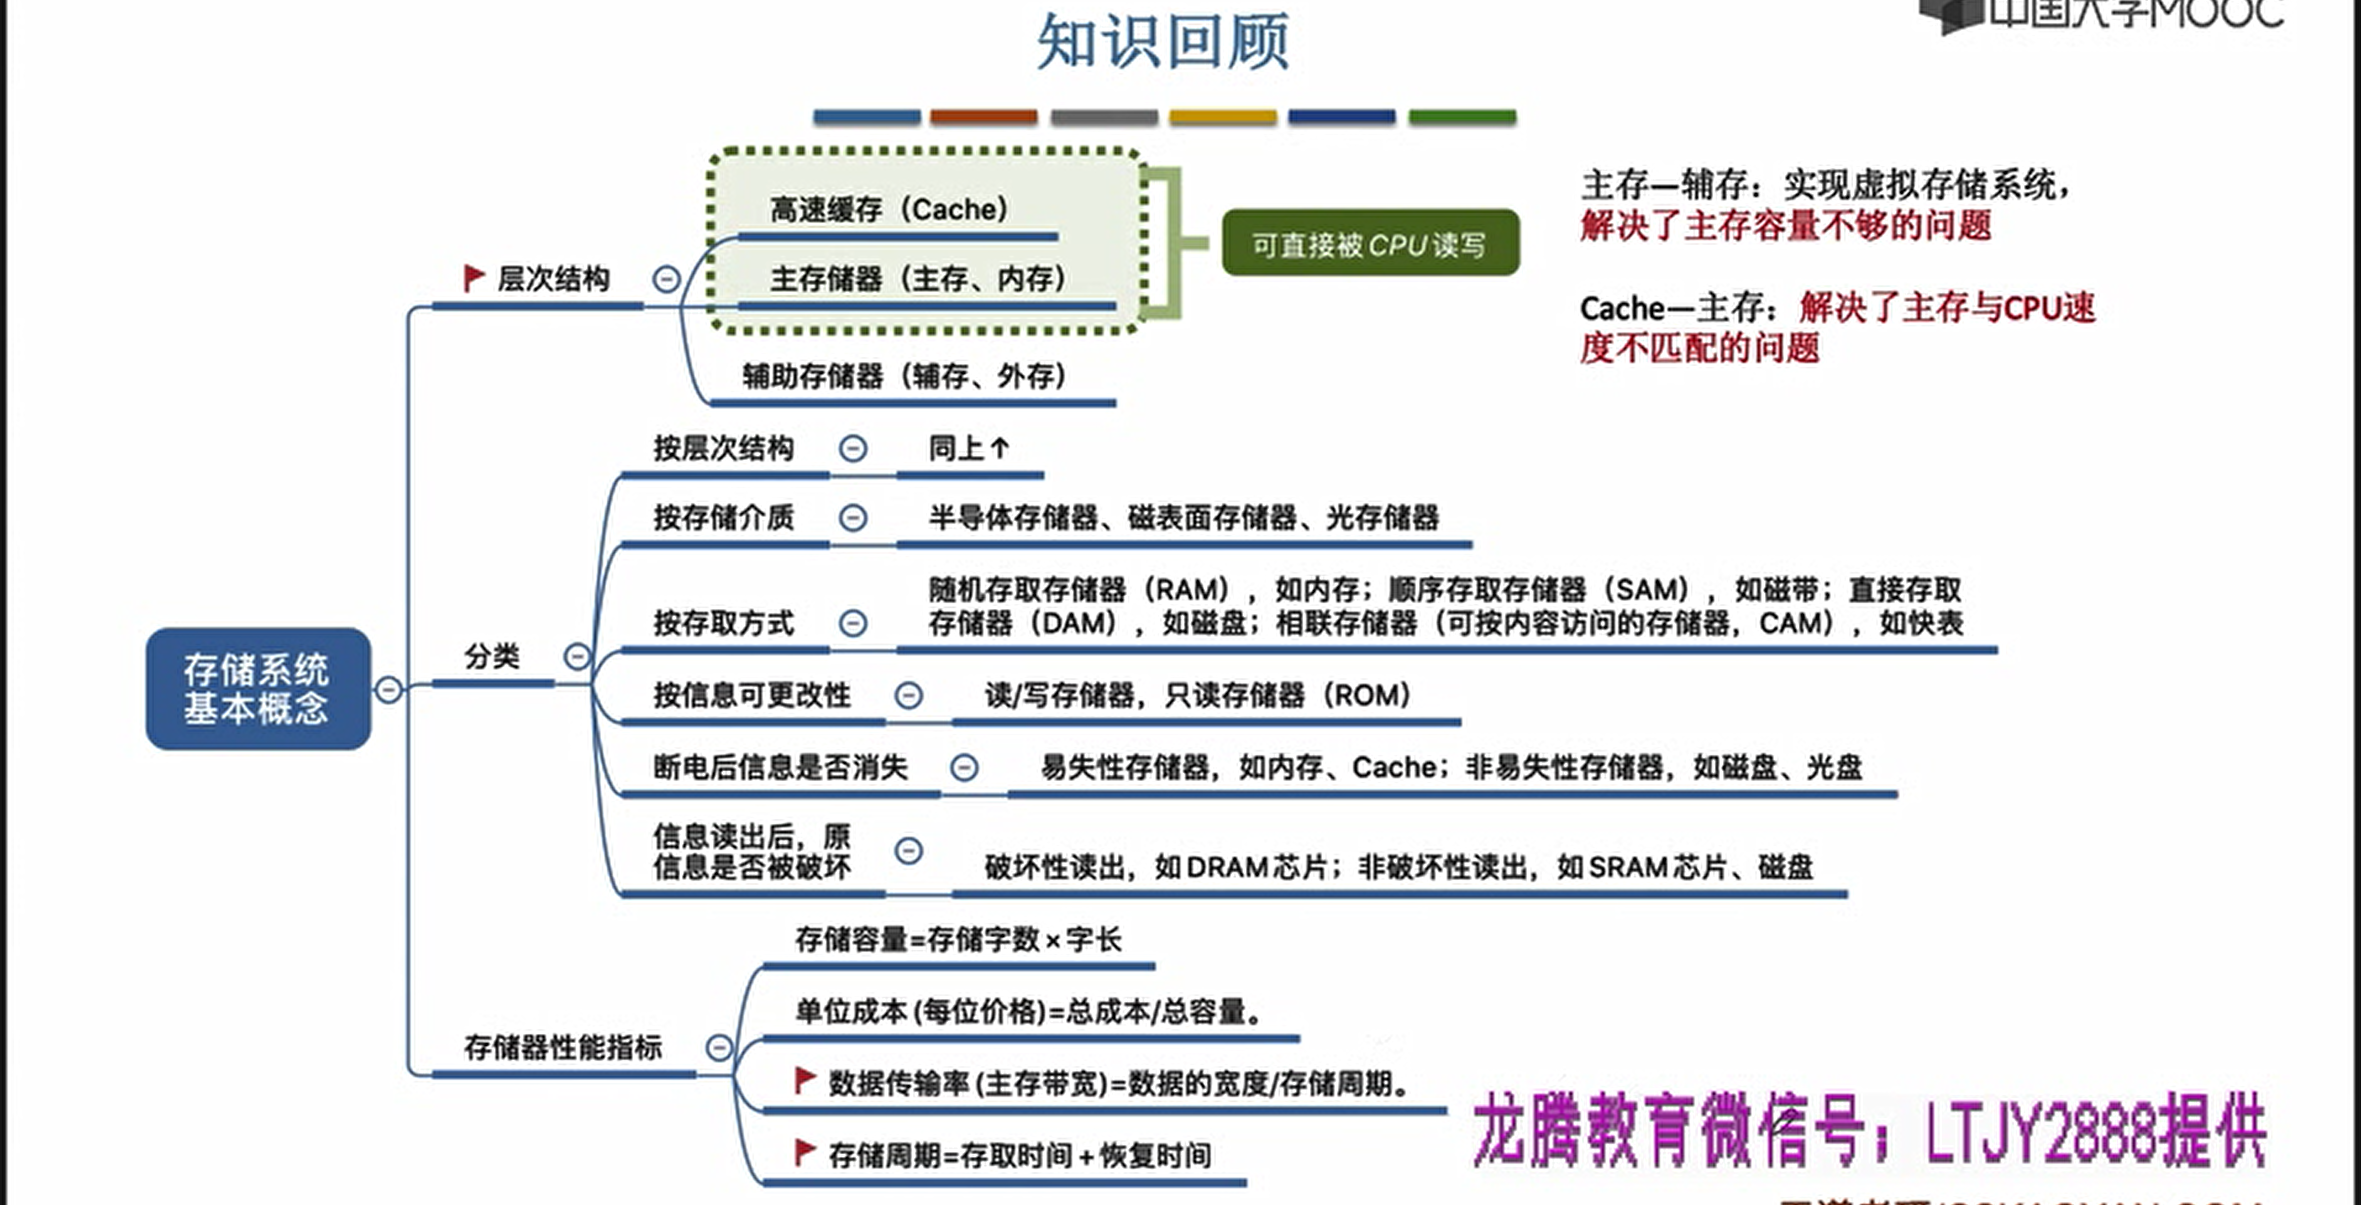 知识回顾
中国大学MOOC
高速缓存（Cache）
层次结构
主存储器（主存、内存）
辅助存储器（辅存、外存）
可直接被CPU读写
主存—辅存：实现虚拟存储系统，
解决了主存容量不够的问题
Cache—主存：解决了主存与CPU速
度不匹配的问题
存储系统
基本概念
分类
按层次结构
同上↑
按存储介质
半导体存储器、磁表面存储器、光存储器
按存取方式
随机存取存储器（RAM），如内存；顺序存取存储器（SAM），如磁带；直接存取
存储器（DAM），如磁盘；相联存储器（可按内容访问的存储器，CAM），如快表
按信息可更改性
读/写存储器，只读存储器（ROM）
断电后信息是否消失
易失性存储器，如内存、Cache；非易失性存储器，如磁盘、光盘
信息读出后，原
信息是否被破坏
破坏性读出，如DRAM芯片；非破坏性读出，如SRAM芯片、磁盘
存储器性能指标
存储容量=存储字数×字长
单位成本(每位价格)=总成本/总容量。
数据传输率(主存带宽)=数据的宽度/存储周期。
存储周期=存取时间+恢复时间
龙腾教育微信号；LTJY2888提供